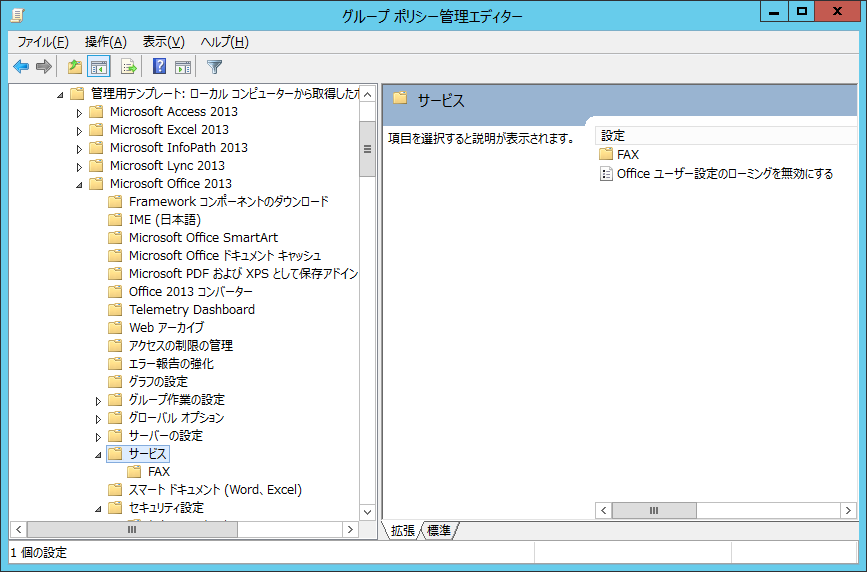 グループ ポリシー管理エディター
ファイル(F) 操作(A) 表示(V) ヘルプ(H)
管理用テンプレート: ローカル コンピューターから取得した
Microsoft Access 2013
Microsoft Excel 2013
Microsoft InfoPath 2013
Microsoft Lync 2013
Microsoft Office 2013
Framework コンポーネントのダウンロード
IME (日本語)
Microsoft Office SmartArt
Microsoft Office ドキュメント キャッシュ
Microsoft PDF および XPS として保存アドイン
Office 2013 コンバーター
Telemetry Dashboard
Web アーカイブ
アクセスの制限の管理
エラー報告の強化
グラフの設定
グループ作業の設定
グローバル オプション
サーバーの設定
サービス
FAX
スマート ドキュメント (Word、Excel)
セキュリティ設定
サービス
項目を選択すると説明が表示されます。
設定
FAX
Office ユーザー設定のローミングを無効にする
拡張 標準
1 個の設定